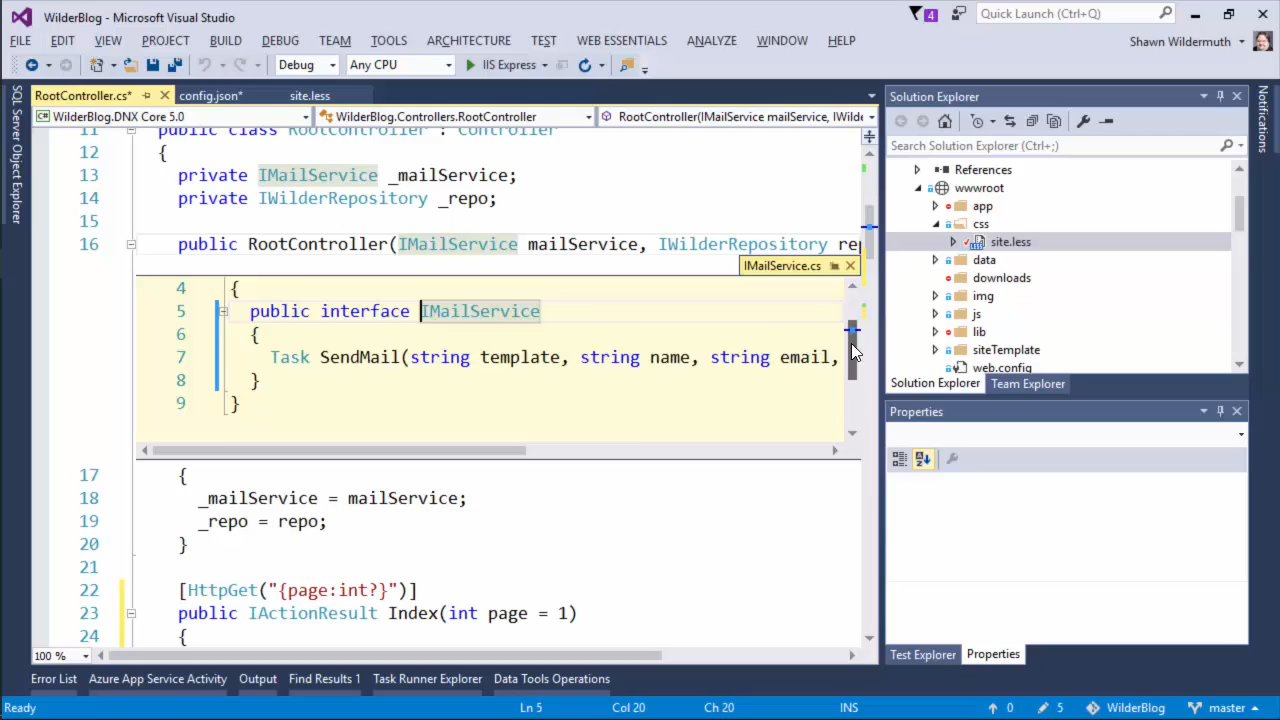 WilderBlog - Microsoft Visual Studio
4
Quick Launch (Ctrl+Q)
FILE EDIT VIEW PROJECT BUILD DEBUG TEAM TOOLS ARCHITECTURE TEST WEB ESSENTIALS ANALYZE WINDOW HELP
Shawn Wildermuth
Debug Any CPU IIS Express
SQL Server Object Explorer
RootController.cs* config.json* site.less
WilderBlog.DNX Core 5.0 WilderBlog.Controllers.RootController RootController(IMailService mailService, IWilde
11 public class RootController : Controller
12 {
13 private IMailService _mailService;
14 private IWilderRepository _repo;
15
16 public RootController(IMailService mailService, IWilderRepository rep
IMailService.cs
4 {
5 public interface IMailService
6 {
7 Task SendMail(string template, string name, string email,
8 }
9 }
17 {
18 _mailService = mailService;
19 _repo = repo;
20 }
21
22 [HttpGet("{page:int?}")]
23 public IActionResult Index(int page = 1)
24 {
100 %
Solution Explorer
Search Solution Explorer (Ctrl+;)
References
wwwroot
app
css
site.less
data
downloads
img
js
lib
siteTemplate
web.config
Solution Explorer Team Explorer
Properties
Test Explorer Properties
Notifications
Error List Azure App Service Activity Output Find Results 1 Task Runner Explorer Data Tools Operations
Ready Ln 5 Col 20 Ch 20 INS 0 5 WilderBlog master